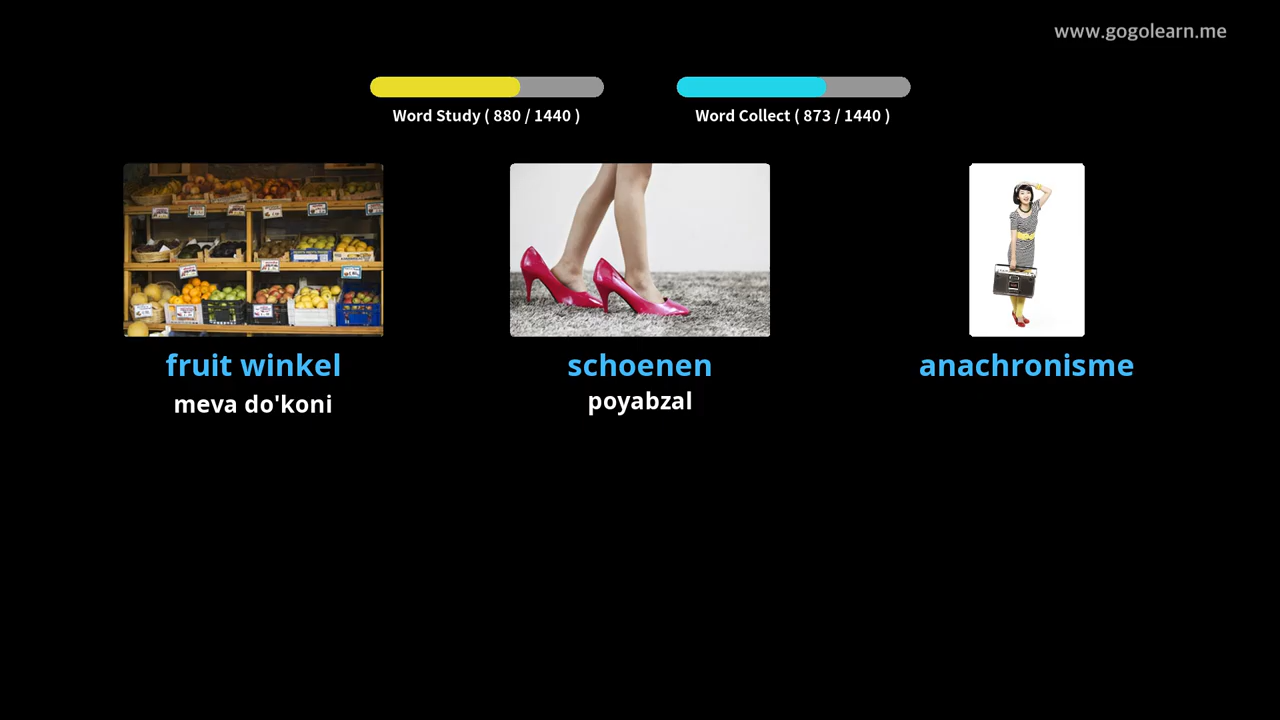 www.gogolearn.me
Word Study ( 880 / 1440 )
Word Collect ( 873 / 1440 )
fruit winkel
meva do'koni
schoenen
poyabzal
anachronisme